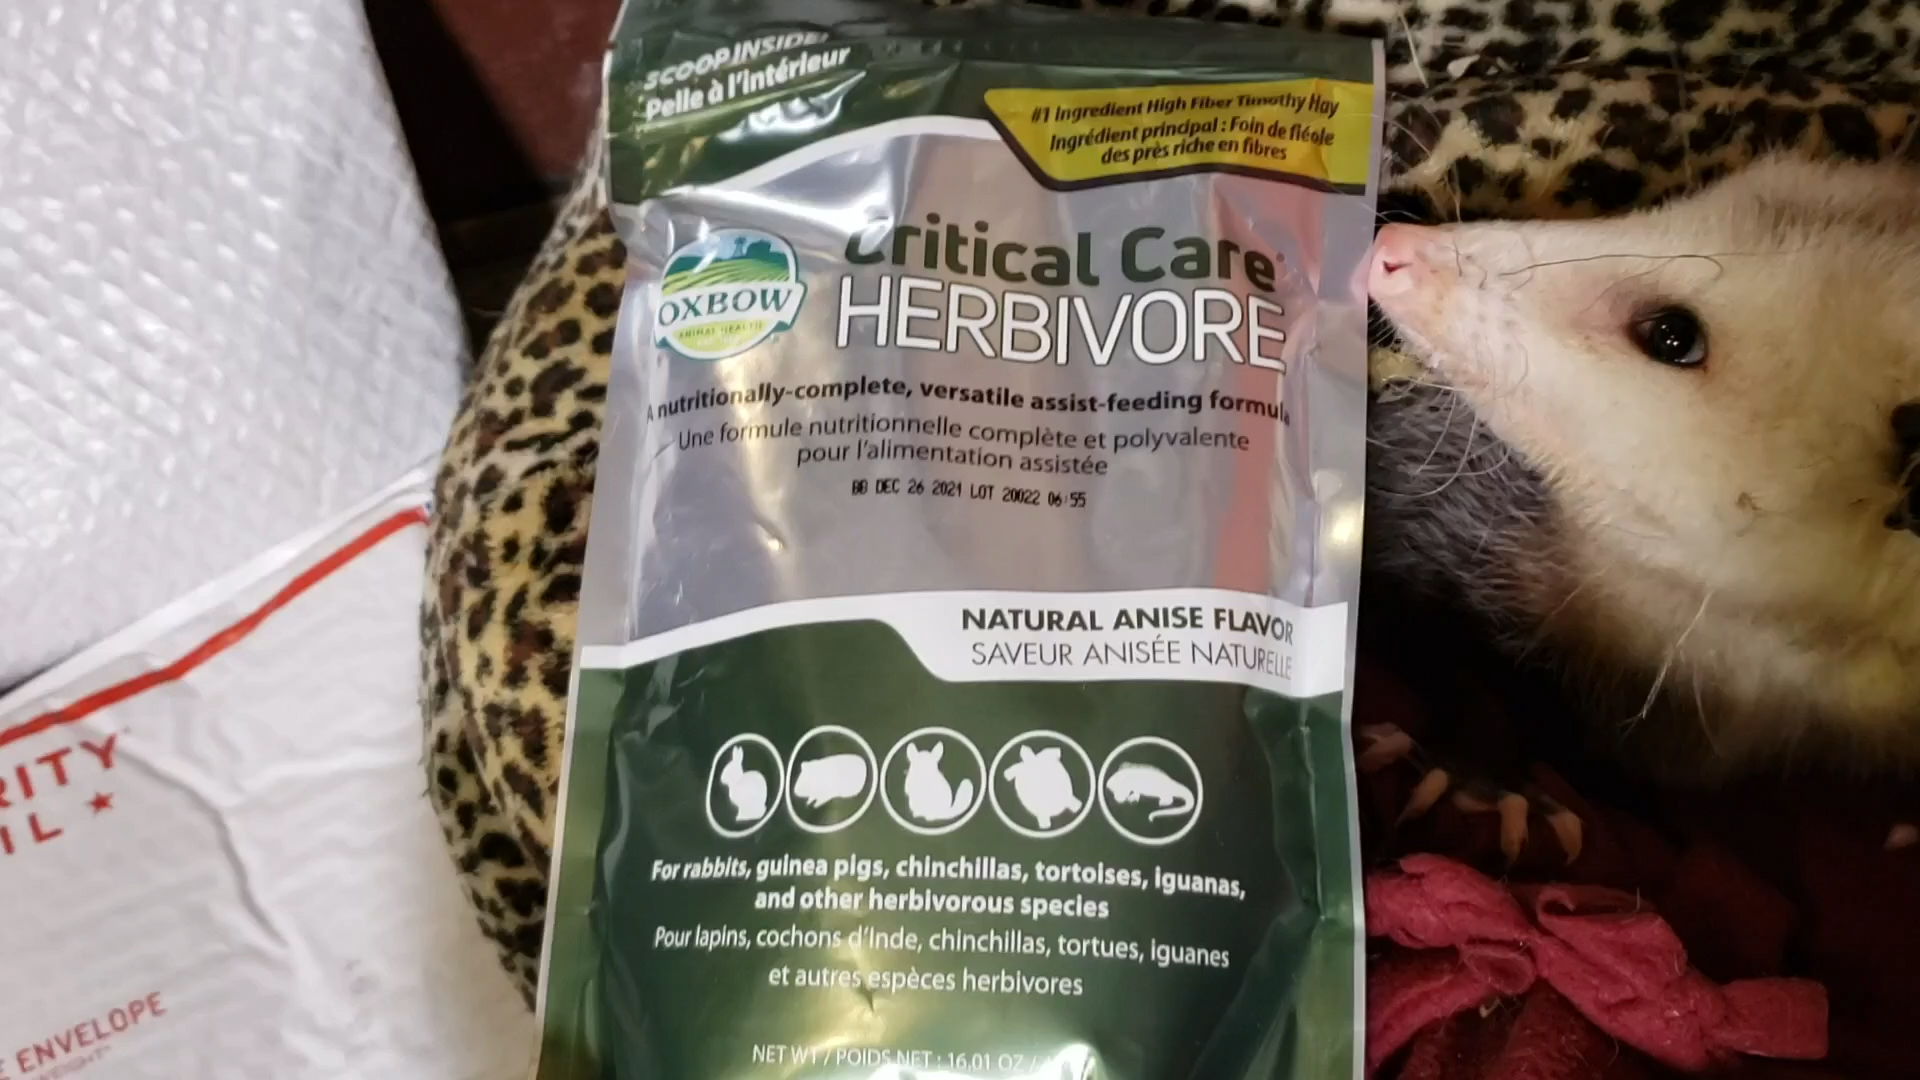 SCOOP INSIDE!
Pelle à l'intérieur
#1 Ingredient High Fiber Timothy Hay
Ingrédient principal : Foin de fléole
des près riche en fibres
Critical Care
HERBIVORE
OXBOW
ANIMAL HEALTH
A nutritionally-complete, versatile assist-feeding formula
Une formule nutritionnelle complète et polyvalente
pour l'alimentation assistée
BB DEC 26 2021 LOT 20022 06:55
NATURAL ANISE FLAVOR
SAVEUR ANISÉE NATURELLE
For rabbits, guinea pigs, chinchillas, tortoises, iguanas,
and other herbivorous species
Pour lapins, cochons d'Inde, chinchillas, tortues, iguanes
et autres espèces herbivores
NET WT / POIDS NET : 16.01 OZ /
RITY
IL ★
ENVELOPE